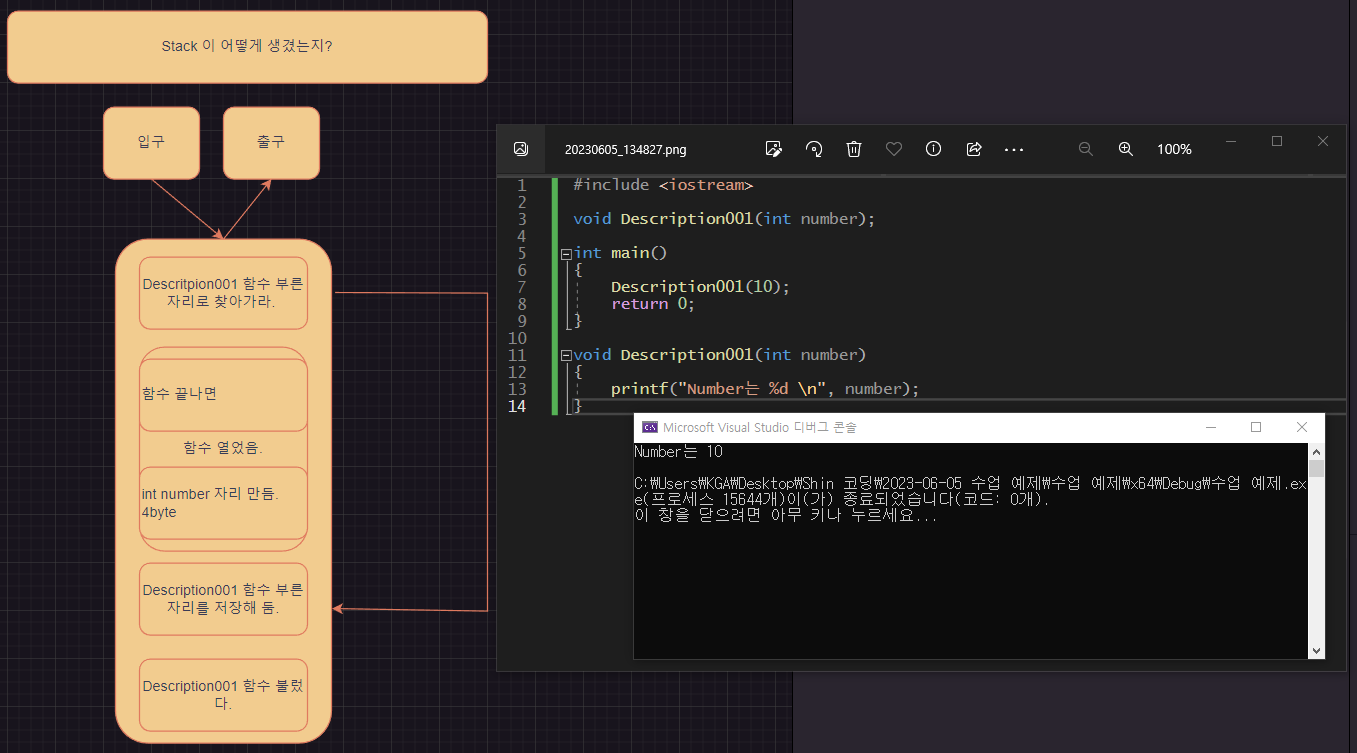 Stack 이 어떻게 생겼는지?
입구
출구
Descritpion001 함수 부른
자리로 찾아가라.
함수 끝나면
함수 열었음.
int number 자리 만듬.
4byte
Description001 함수 부른
자리를 저장해 둠.
Description001 함수 불렀
다.
20230605_134827.png
100%
1 #include <iostream>
2
3 void Description001(int number);
4
5 int main()
6 {
7 Description001(10);
8 return 0;
9 }
10
11 void Description001(int number)
12 {
13 printf("Number는 %d \n", number);
14 }
Microsoft Visual Studio 디버그 콘솔
Number는 10
C:₩Users₩KGA₩Desktop₩Shin 코딩₩2023-06-05 수업 예제₩수업 예제₩x64₩Debug₩수업 예제.ex
e(프로세스 15644개)이(가) 종료되었습니다(코드: 0개).
이 창을 닫으려면 아무 키나 누르세요...